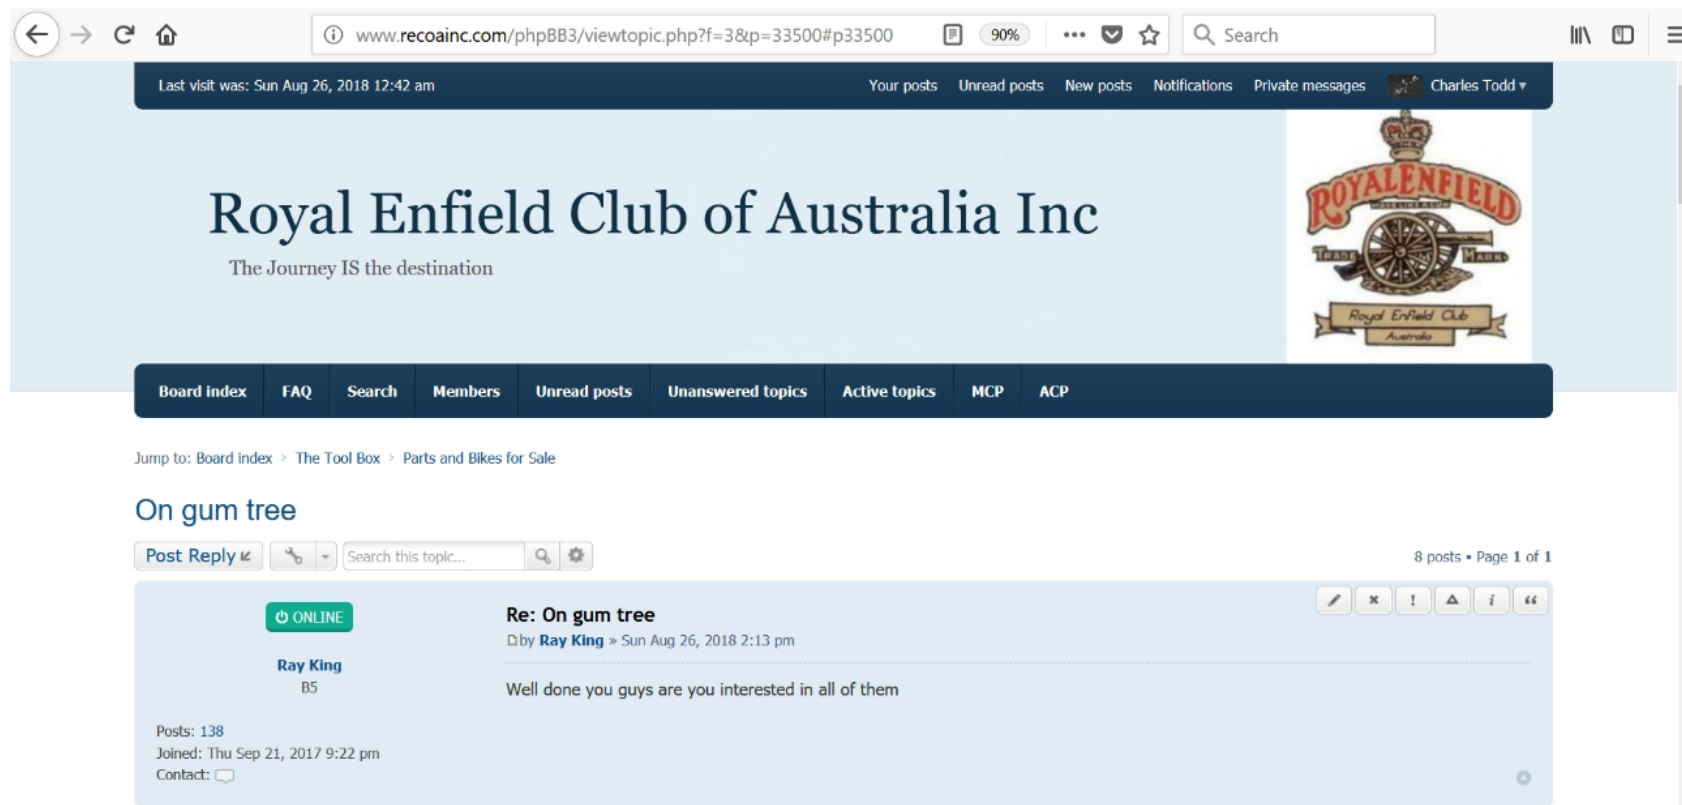 www.recoainc.com/phpBB3/viewtopic.php?f=3&p=33500#p33500 90% Search
Last visit was: Sun Aug 26, 2018 12:42 am Your posts Unread posts New posts Notifications Private messages Charles Todd
Royal Enfield Club of Australia Inc
The Journey IS the destination
ROYAL ENFIELD
MADE LIKE A GUN
TRADE MARK
Royal Enfield Club
Australia
Board index FAQ Search Members Unread posts Unanswered topics Active topics MCP ACP
Jump to: Board index > The Tool Box > Parts and Bikes for Sale
On gum tree
Post Reply Search this topic... 8 posts • Page 1 of 1
ONLINE
Ray King
B5
Posts: 138
Joined: Thu Sep 21, 2017 9:22 pm
Contact:
Re: On gum tree
by Ray King » Sun Aug 26, 2018 2:13 pm
Well done you guys are you interested in all of them